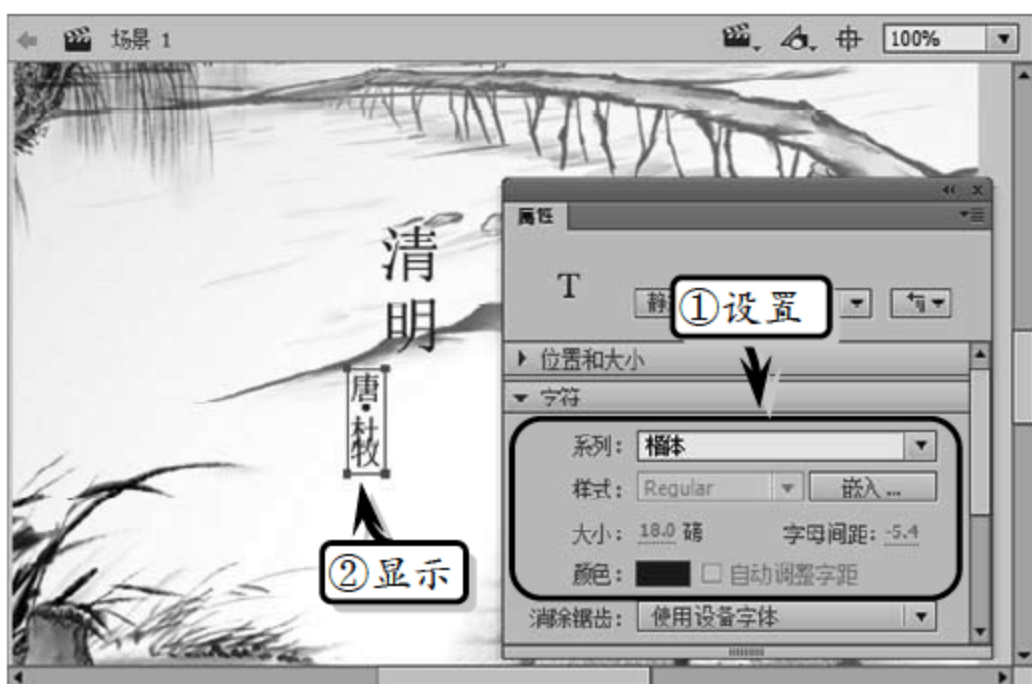 场景 1
100%
清
明
唐·杜牧
属性
T
静
①设置
位置和大小
字符
系列: 楷体
样式: Regular 嵌入...
大小: 18.0 磅 字母间距: -5.4
颜色: 自动调整字距
消除锯齿: 使用设备字体
②显示